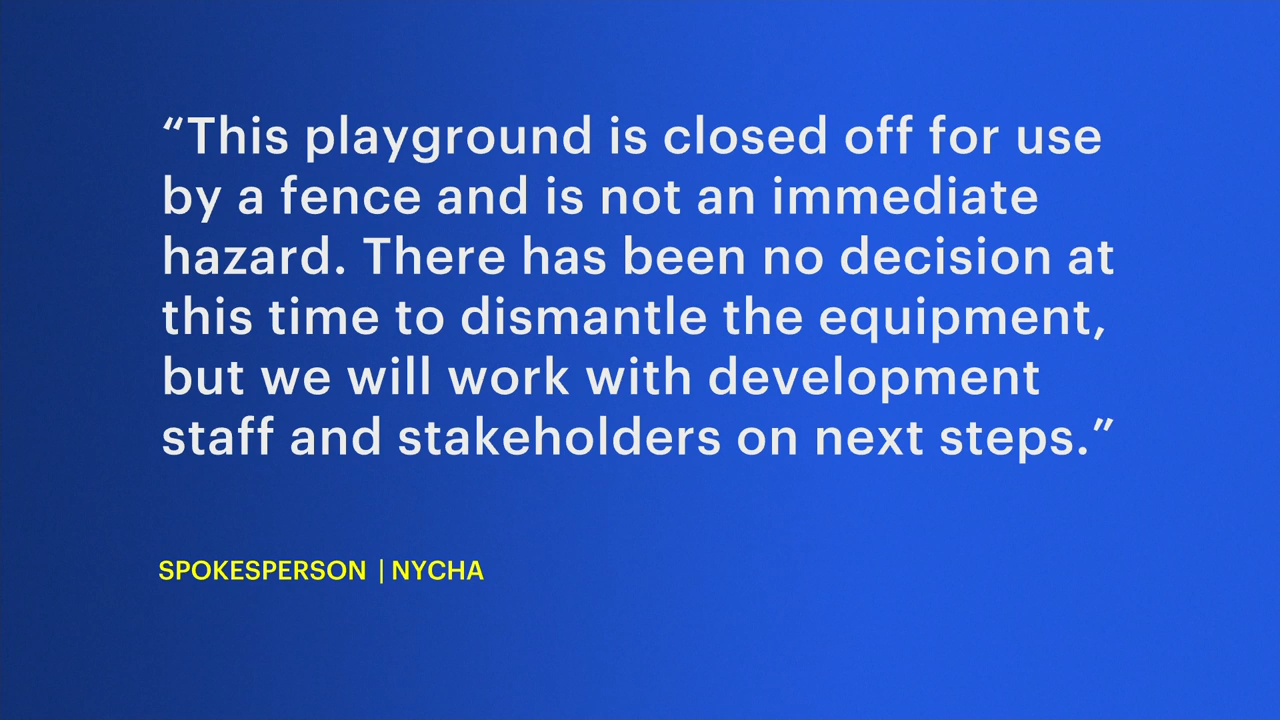 “This playground is closed off for use
by a fence and is not an immediate
hazard. There has been no decision at
this time to dismantle the equipment,
but we will work with development
staff and stakeholders on next steps.”
SPOKESPERSON | NYCHA